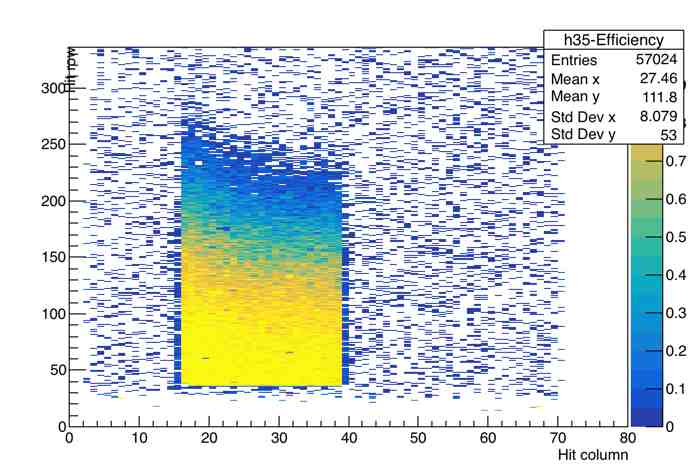 h35-Efficiency
Entries 57024
Mean x 27.46
Mean y 111.8
Std Dev x 8.079
Std Dev y 53
Hit row
300
250
200
150
100
50
0
0 10 20 30 40 50 60 70 80
Hit column
0.7
0.6
0.5
0.4
0.3
0.2
0.1
0